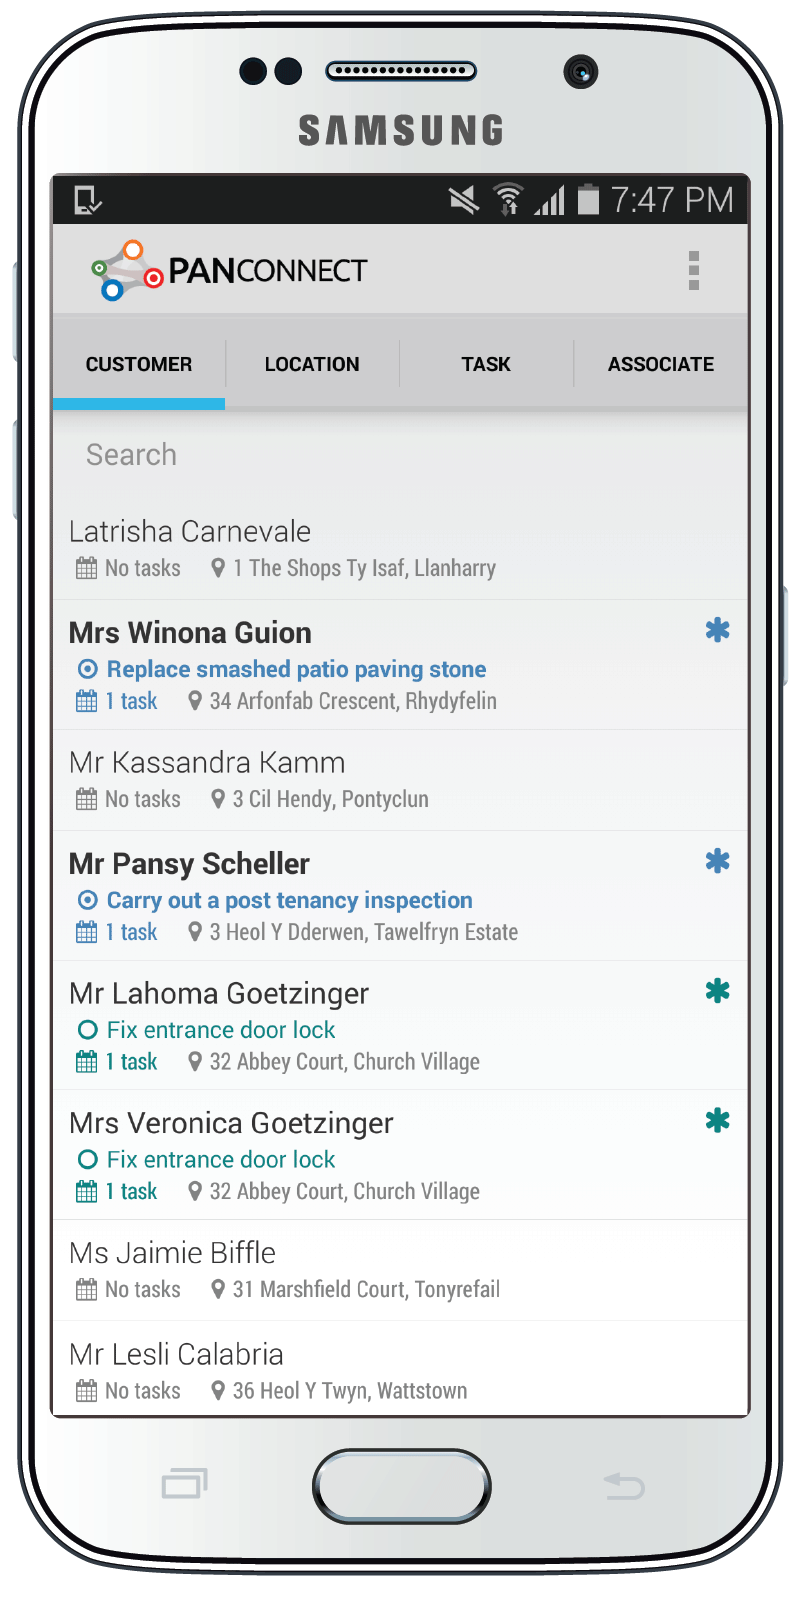 SAMSUNG
7:47 PM
PANCONNECT
CUSTOMER LOCATION TASK ASSOCIATE
Search
Latrisha Carnevale
No tasks 1 The Shops Ty Isaf, Llanharry
Mrs Winona Guion
Replace smashed patio paving stone
1 task 34 Arfonfab Crescent, Rhydyfelin
Mr Kassandra Kamm
No tasks 3 Cil Hendy, Pontyclun
Mr Pansy Scheller
Carry out a post tenancy inspection
1 task 3 Heol Y Dderwen, Tawelfryn Estate
Mr Lahoma Goetzinger
Fix entrance door lock
1 task 32 Abbey Court, Church Village
Mrs Veronica Goetzinger
Fix entrance door lock
1 task 32 Abbey Court, Church Village
Ms Jaimie Biffle
No tasks 31 Marshfield Court, Tonyrefail
Mr Lesli Calabria
No tasks 36 Heol Y Twyn, Wattstown